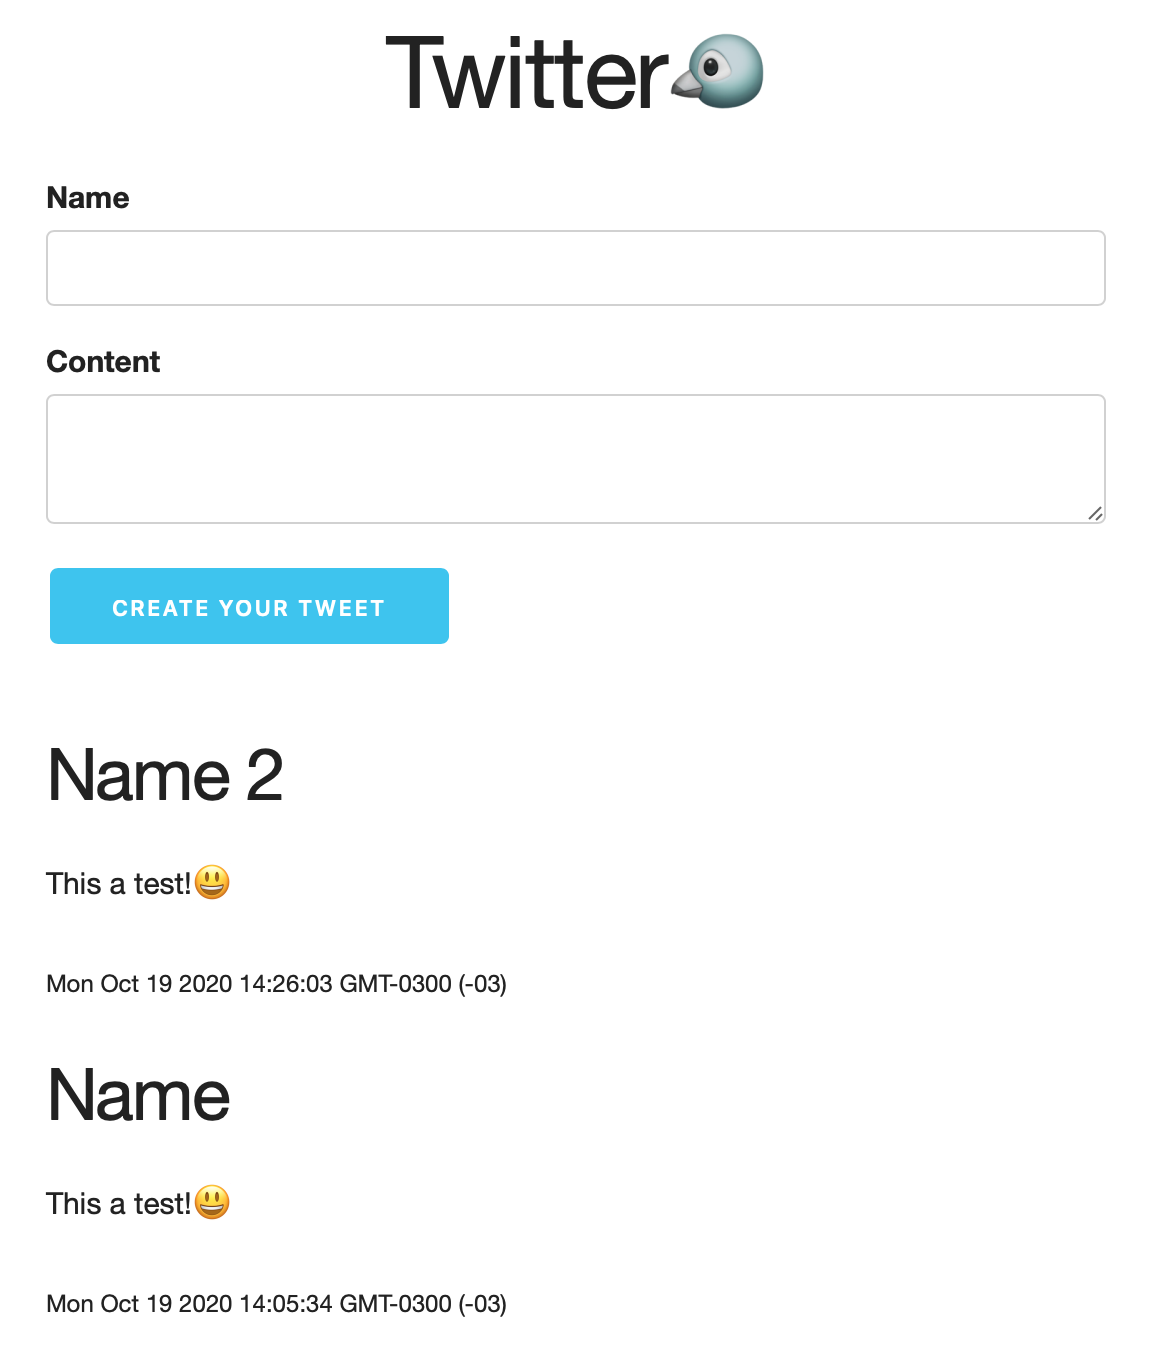 Twitter🐦
Name
Content
CREATE YOUR TWEET
Name 2
This a test!😃
Mon Oct 19 2020 14:26:03 GMT-0300 (-03)
Name
This a test!😃
Mon Oct 19 2020 14:05:34 GMT-0300 (-03)